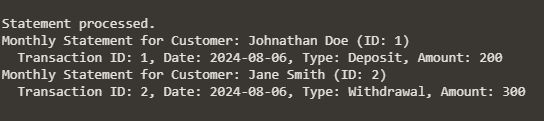 Statement processed.
Monthly Statement for Customer: Johnathan Doe (ID: 1)
  Transaction ID: 1, Date: 2024-08-06, Type: Deposit, Amount: 200
Monthly Statement for Customer: Jane Smith (ID: 2)
  Transaction ID: 2, Date: 2024-08-06, Type: Withdrawal, Amount: 300